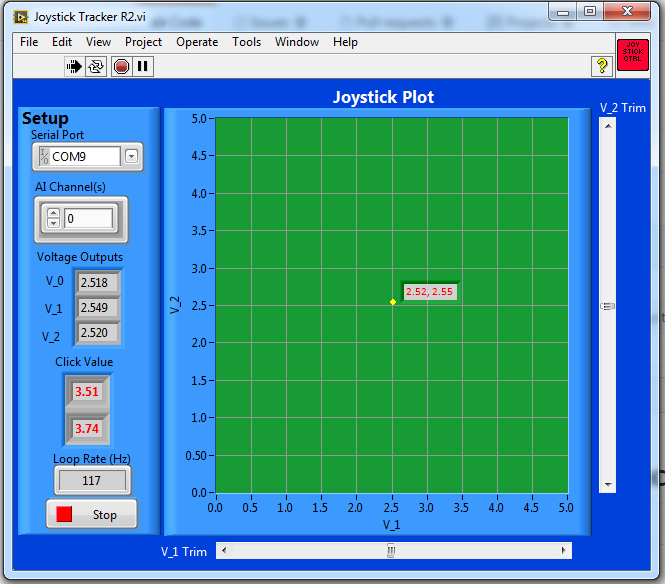 Joystick Tracker R2.vi
File Edit View Project Operate Tools Window Help
JOY
STICK
CTRL
Joystick Plot
V_2 Trim
Setup
Serial Port
I/O COM9
AI Channel(s)
0
Voltage Outputs
V_0 2.518
V_1 2.549
V_2 2.520
Click Value
3.51
3.74
Loop Rate (Hz)
117
Stop
V_2
5.0
4.5
4.0
3.5
3.0
2.5
2.0
1.5
1.0
0.50
0.0
2.52, 2.55
0.0 0.5 1.0 1.5 2.0 2.5 3.0 3.5 4.0 4.5 5.0
V_1
V_1 Trim